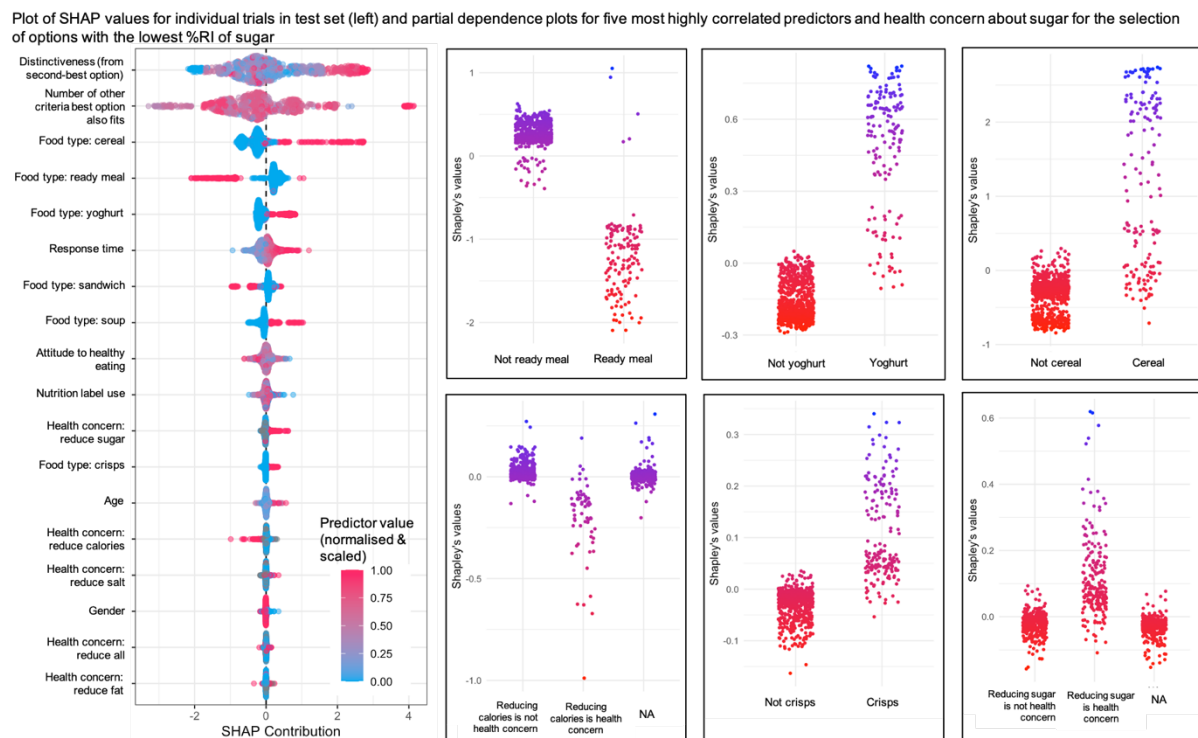 Plot of SHAP values for individual trials in test set (left) and partial dependence plots for five most highly correlated predictors and health concern about sugar for the selection
of options with the lowest %RI of sugar
Distinctiveness (from
second-best option)
Number of other
criteria best option
also fits
Food type: cereal
Food type: ready meal
Food type: yoghurt
Response time
Food type: sandwich
Food type: soup
Attitude to healthy
eating
Nutrition label use
Health concern:
reduce sugar
Food type: crisps
Age
Health concern:
reduce calories
Health concern:
reduce salt
Gender
Health concern:
reduce all
Health concern:
reduce fat
-2 0 2 4
SHAP Contribution
Predictor value
(normalised &
scaled)
1.00
0.75
0.50
0.25
0.00
Shapley's values
1
0
-1
-2
Not ready meal Ready meal
Shapley's values
0.6
0.3
0.0
-0.3
Not yoghurt Yoghurt
Shapley's values
2
1
0
-1
Not cereal Cereal
Shapley's values
0.0
-0.5
-1.0
Reducing
calories is not
health concern
Reducing
calories is health
concern
NA
Shapley's values
0.3
0.2
0.1
0.0
-0.1
Not crisps Crisps
Shapley's values
0.6
0.4
0.2
0.0
Reducing sugar
is not health
concern
Reducing sugar
is health
concern
NA